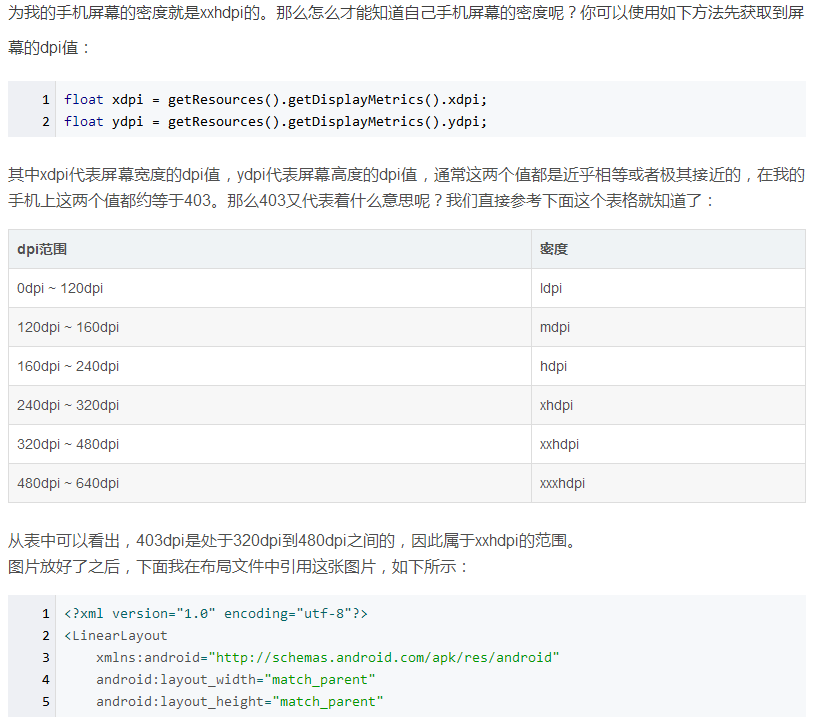 为我的手机屏幕的密度就是xxhdpi的。那么怎么才能知道自己手机屏幕的密度呢？你可以使用如下方法先获取到屏
幕的dpi值：
1 float xdpi = getResources().getDisplayMetrics().xdpi;
2 float ydpi = getResources().getDisplayMetrics().ydpi;
其中xdpi代表屏幕宽度的dpi值，ydpi代表屏幕高度的dpi值，通常这两个值都是近乎相等或者极其接近的，在我的
手机上这两个值都约等于403。那么403又代表着什么意思呢？我们直接参考下面这个表格就知道了：
dpi范围 密度
0dpi ~ 120dpi ldpi
120dpi ~ 160dpi mdpi
160dpi ~ 240dpi hdpi
240dpi ~ 320dpi xhdpi
320dpi ~ 480dpi xxhdpi
480dpi ~ 640dpi xxxhdpi
从表中可以看出，403dpi是处于320dpi到480dpi之间的，因此属于xxhdpi的范围。
图片放好了之后，下面我在布局文件中引用这张图片，如下所示：
1 <?xml version="1.0" encoding="utf-8"?>
2 <LinearLayout
3 xmlns:android="http://schemas.android.com/apk/res/android"
4 android:layout_width="match_parent"
5 android:layout_height="match_parent"